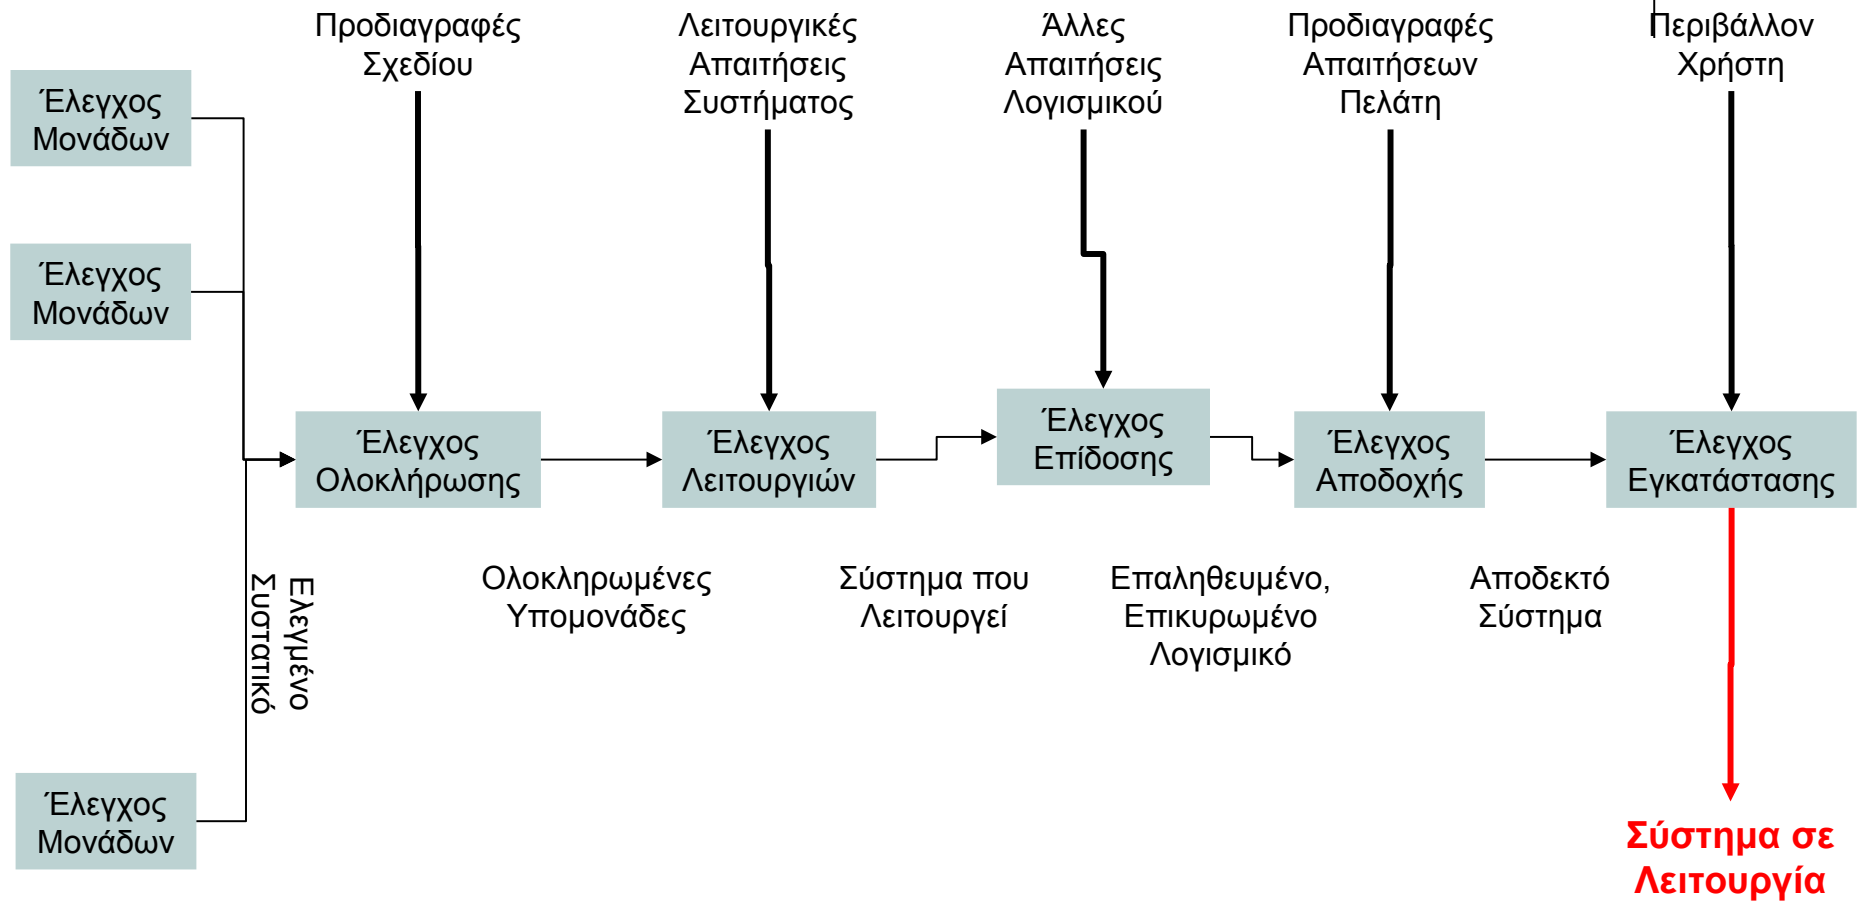 Προδιαγραφές
Σχεδίου
Λειτουργικές
Απαιτήσεις
Συστήματος
Άλλες
Απαιτήσεις
Λογισμικού
Προδιαγραφές
Απαιτήσεων
Πελάτη
Περιβάλλον
Χρήστη
Έλεγχος
Μονάδων
Έλεγχος
Μονάδων
Έλεγχος
Ολοκλήρωσης
Έλεγχος
Λειτουργιών
Έλεγχος
Επίδοσης
Έλεγχος
Αποδοχής
Έλεγχος
Εγκατάστασης
Ελεγμένο
Συστατικό
Ολοκληρωμένες
Υπομονάδες
Σύστημα που
Λειτουργεί
Επαληθευμένο,
Επικυρωμένο
Λογισμικό
Αποδεκτό
Σύστημα
Έλεγχος
Μονάδων
Σύστημα σε
Λειτουργία